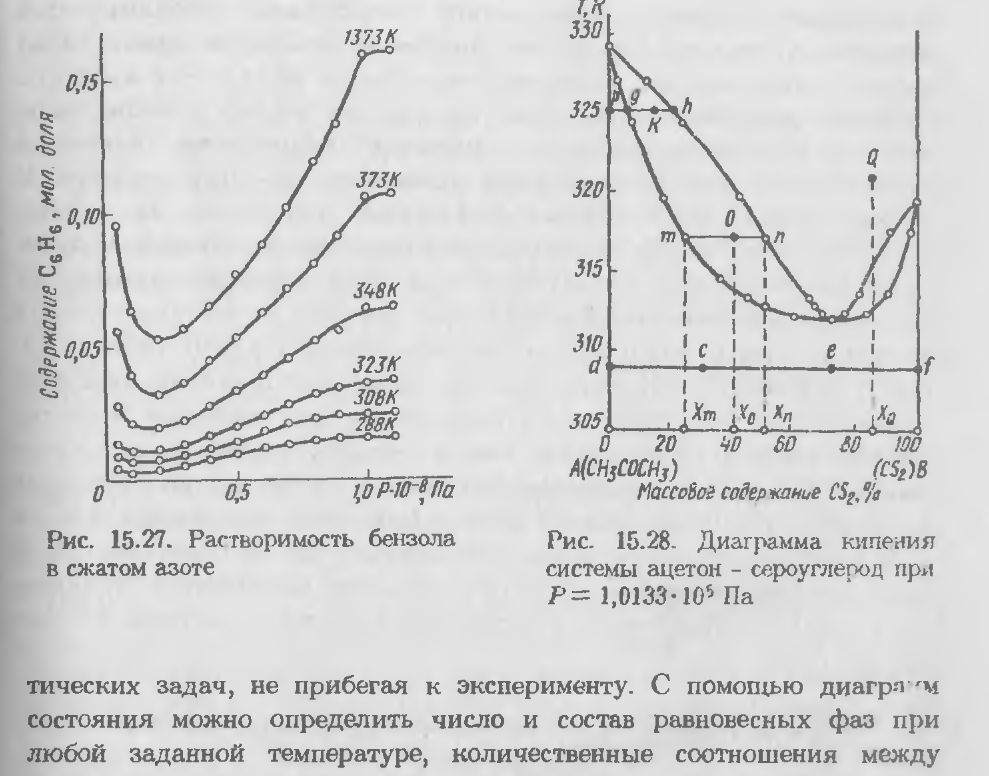 Содержание C₆H₆, мол. доля
0,15
0,10
0,05
0
0,5
1,0 P·10⁻⁸, Па
1373K
373K
348K
323K
308K
288K
Рис. 15.27. Растворимость бензола
в сжатом азоте
T, K
330
325
320
315
310
305
p g
K
h
Q
m
O
n
d
c
e
f
Xm
X₀
Xn
XQ
0
20
40
60
80
100
A(CH₃COCH₃)
(CS₂)B
Массовое содержание CS₂, %
Рис. 15.28. Диаграмма кипения
системы ацетон – сероуглерод при
P = 1,0133·10⁵ Па
тических задач, не прибегая к эксперименту. С помощью диаграмм
состояния можно определить число и состав равновесных фаз при
любой заданной температуре, количественные соотношения между